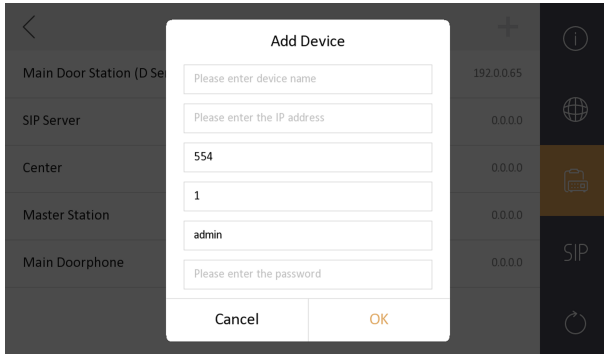 Add Device
Main Door Station (D Se
192.0.0.65
Please enter device name
SIP Server
0.0.0.0
Please enter the IP address
Center
0.0.0.0
554
1
Master Station
0.0.0.0
admin
Main Doorphone
0.0.0.0
Please enter the password
SIP
Cancel
OK